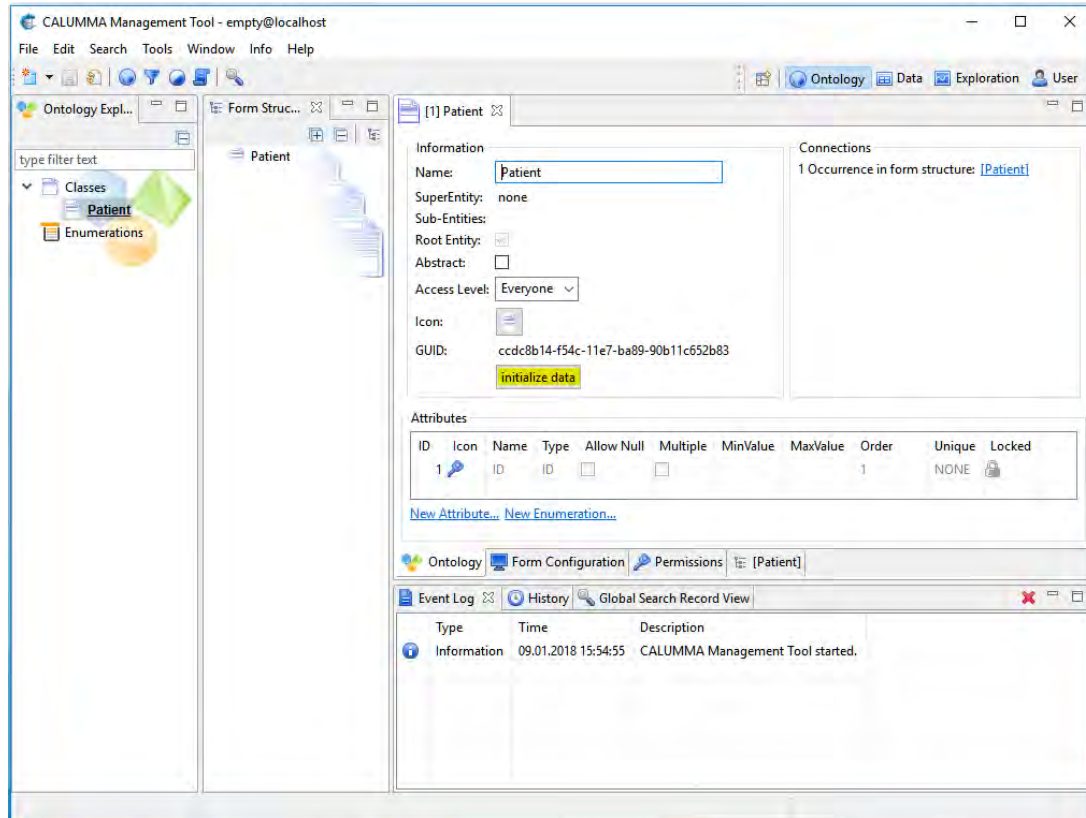 CALUMMA Management Tool - empty@localhost
File Edit Search Tools Window Info Help
Ontology Data Exploration User
Ontology Expl...
type filter text
Classes
Patient
Enumerations
Form Struc...
Patient
[1] Patient
Information
Name: Patient
SuperEntity: none
Sub-Entities:
Root Entity:
Abstract:
Access Level: Everyone
Icon:
GUID: ccdc8b14-f54c-11e7-ba89-90b11c652b83
initialize data
Connections
1 Occurrence in form structure: [Patient]
Attributes
ID Icon Name Type Allow Null Multiple MinValue MaxValue Order Unique Locked
1 ID ID 1 NONE
New Attribute... New Enumeration...
Ontology Form Configuration Permissions [Patient]
Event Log History Global Search Record View
Type Time Description
Information 09.01.2018 15:54:55 CALUMMA Management Tool started.